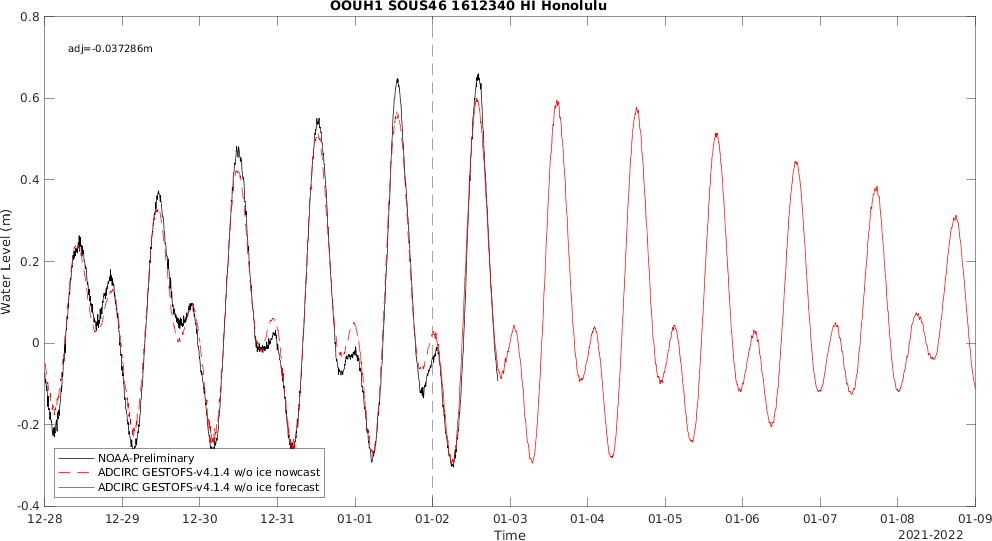 OOUH1 SOUS46 1612340 HI Honolulu
adj=-0.037286m
0.8
0.6
0.4
0.2
0
-0.2
-0.4
Water Level (m)
NOAA-Preliminary
ADCIRC GESTOFS-v4.1.4 w/o ice nowcast
ADCIRC GESTOFS-v4.1.4 w/o ice forecast
12-28 12-29 12-30 12-31 01-01 01-02 01-03 01-04 01-05 01-06 01-07 01-08 01-09
Time
2021-2022